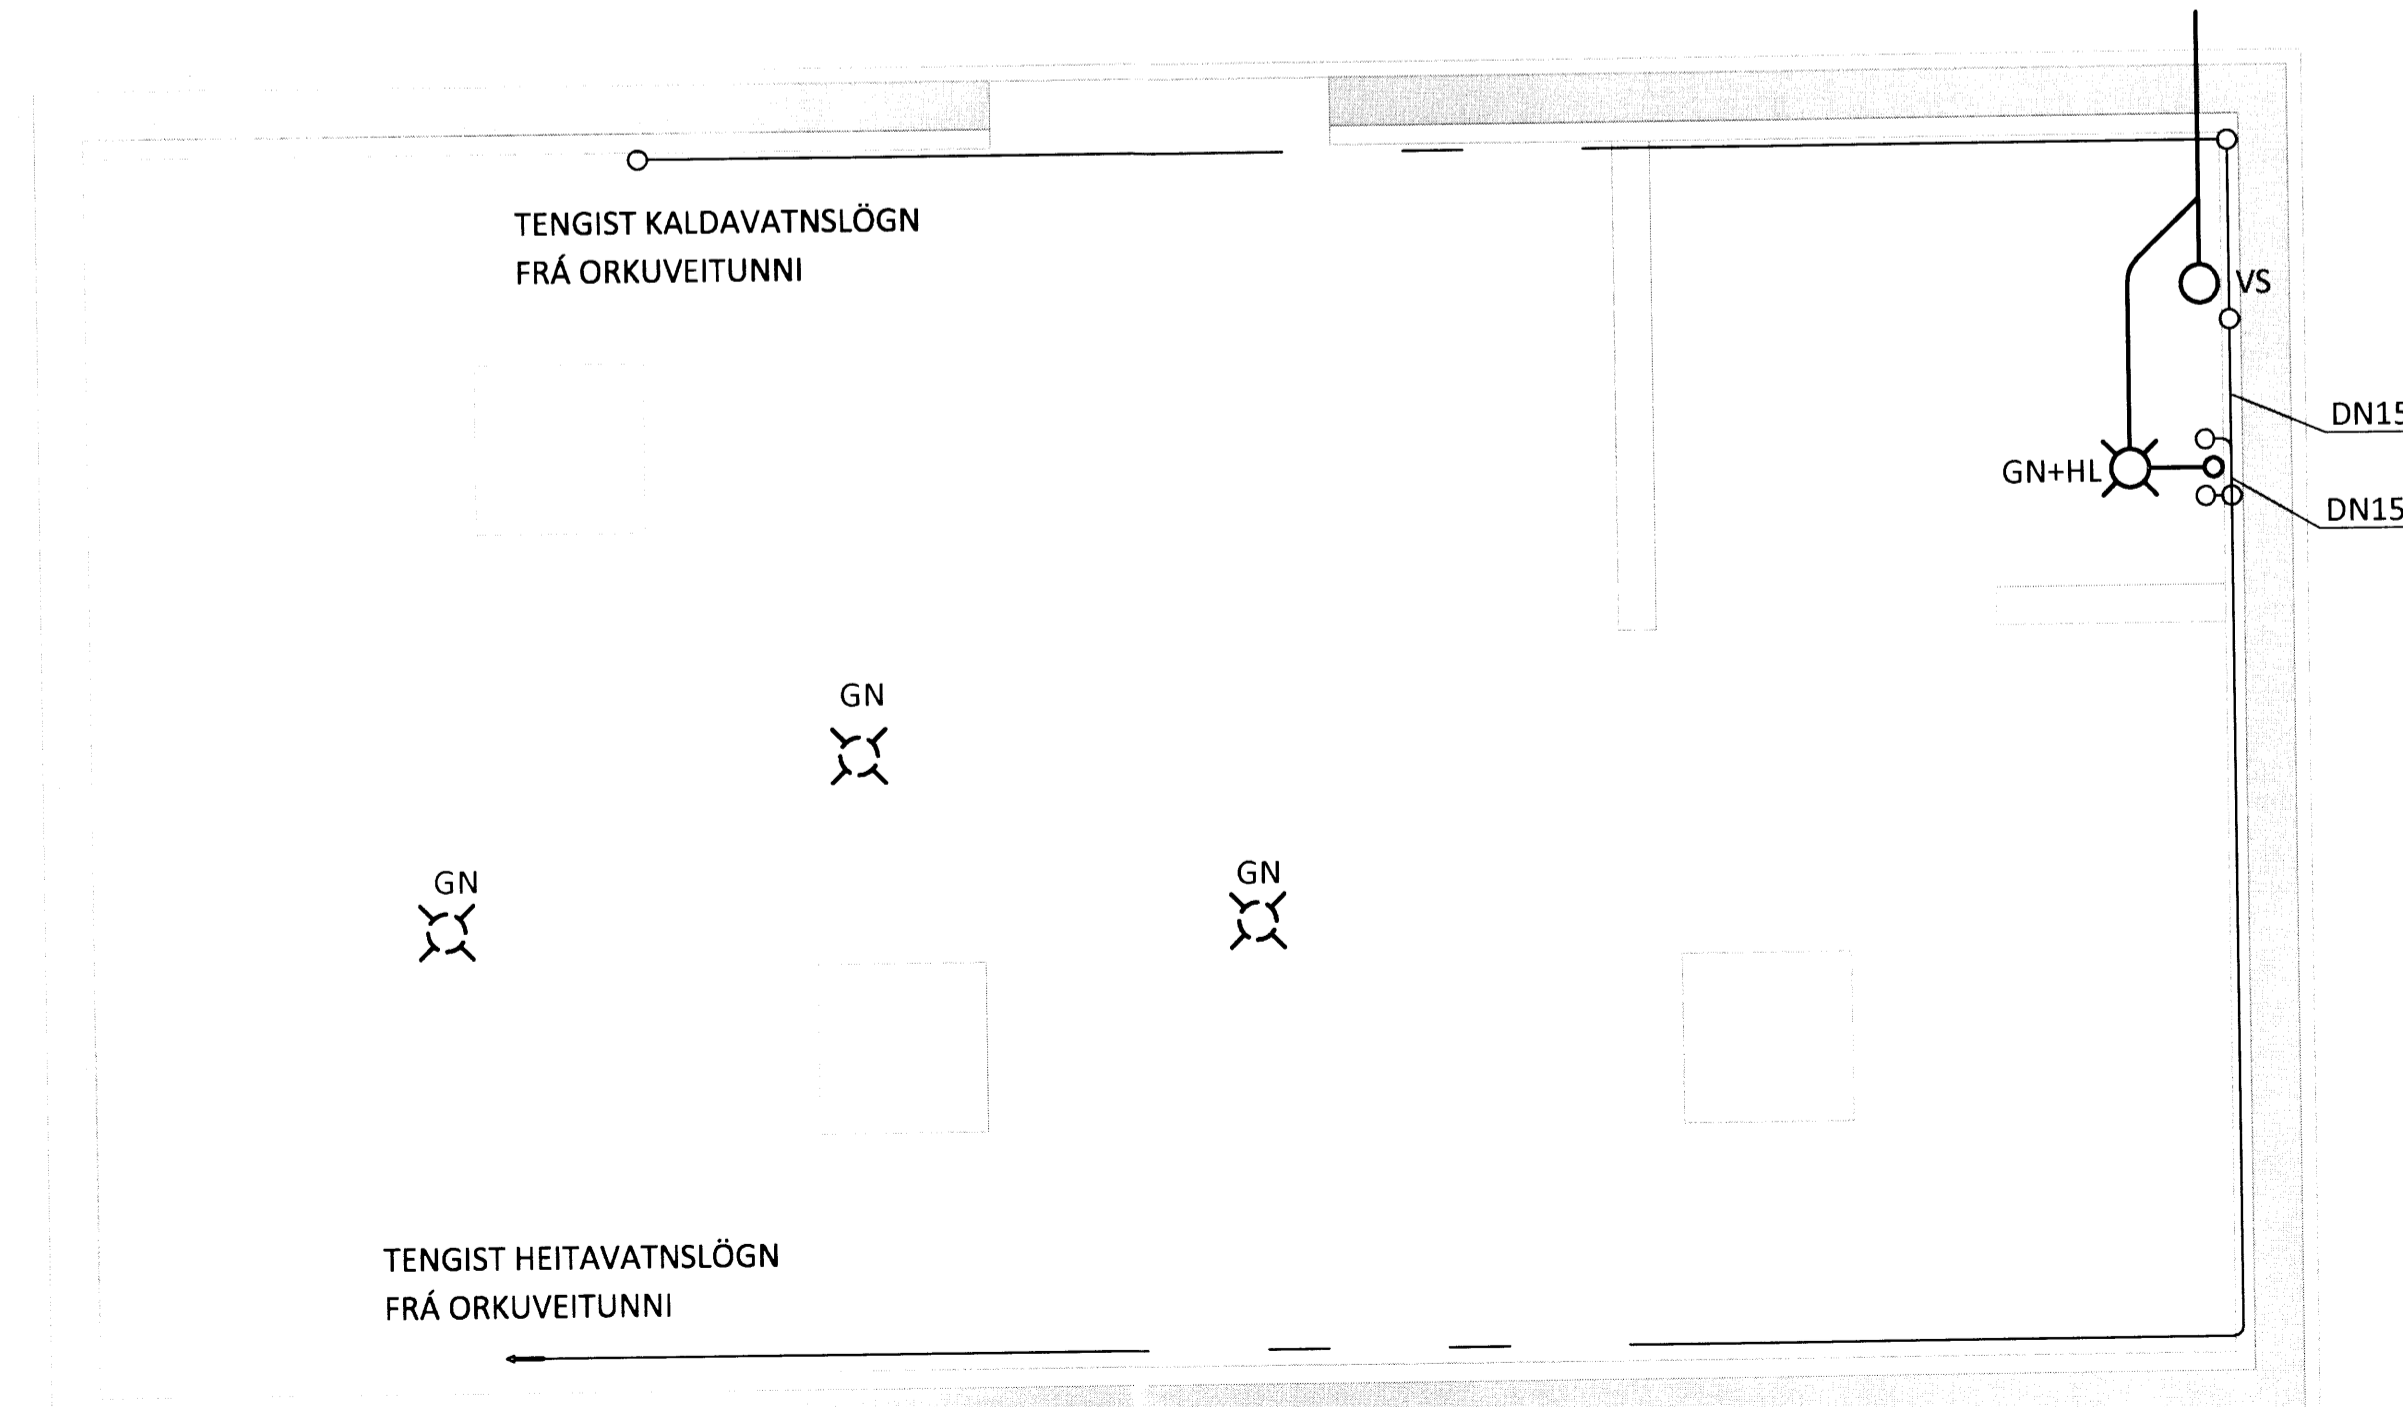 TENGIST KALDAVATNSLÖGN
FRÁ ORKUVEITUNNI
VS
DN15
GN+HL
DN15
GN
GN
GN
TENGIST HEITAVATNSLÖGN
FRÁ ORKUVEITUNNI